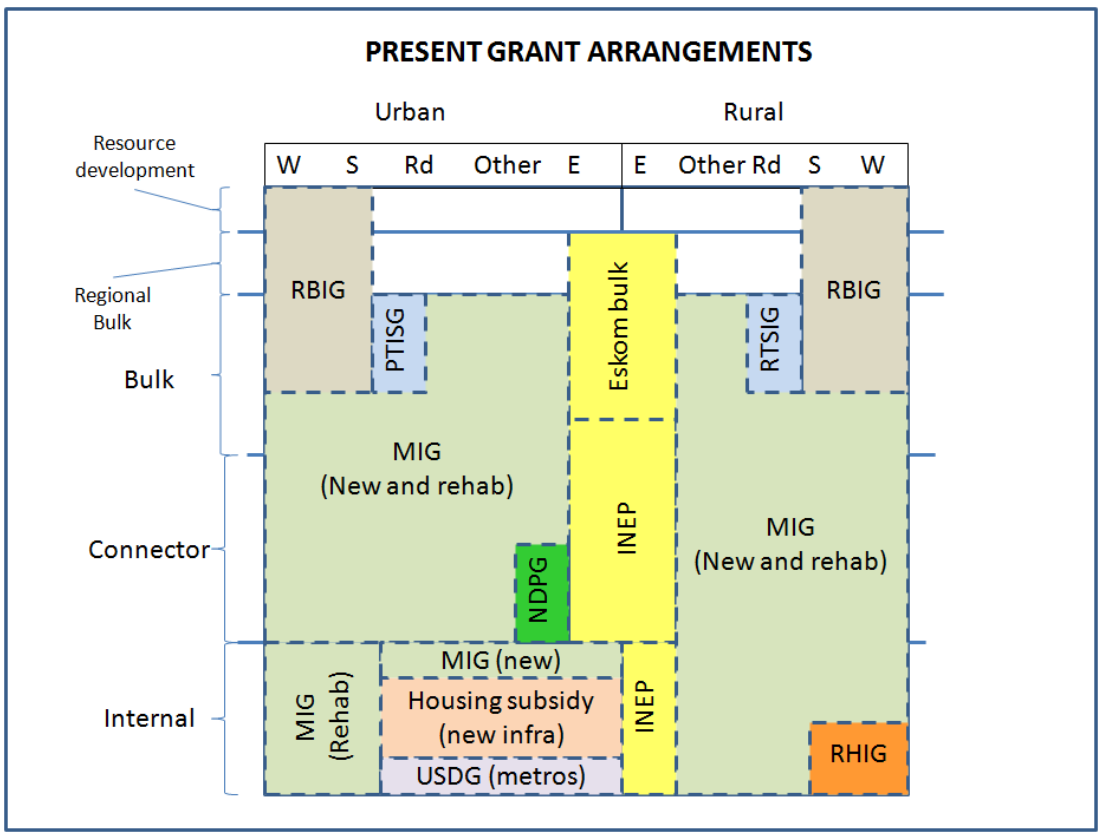 PRESENT GRANT ARRANGEMENTS
Urban Rural
Resource
development
W S Rd Other E E Other Rd S W
Regional
Bulk
RBIG
Eskom bulk
RBIG
PTISG
RTSIG
Bulk
MIG
(New and rehab)
INEP
MIG
(New and rehab)
Connector
NDPG
Internal
MIG
(Rehab)
MIG (new)
Housing subsidy
(new infra)
USDG (metros)
INEP
RHIG